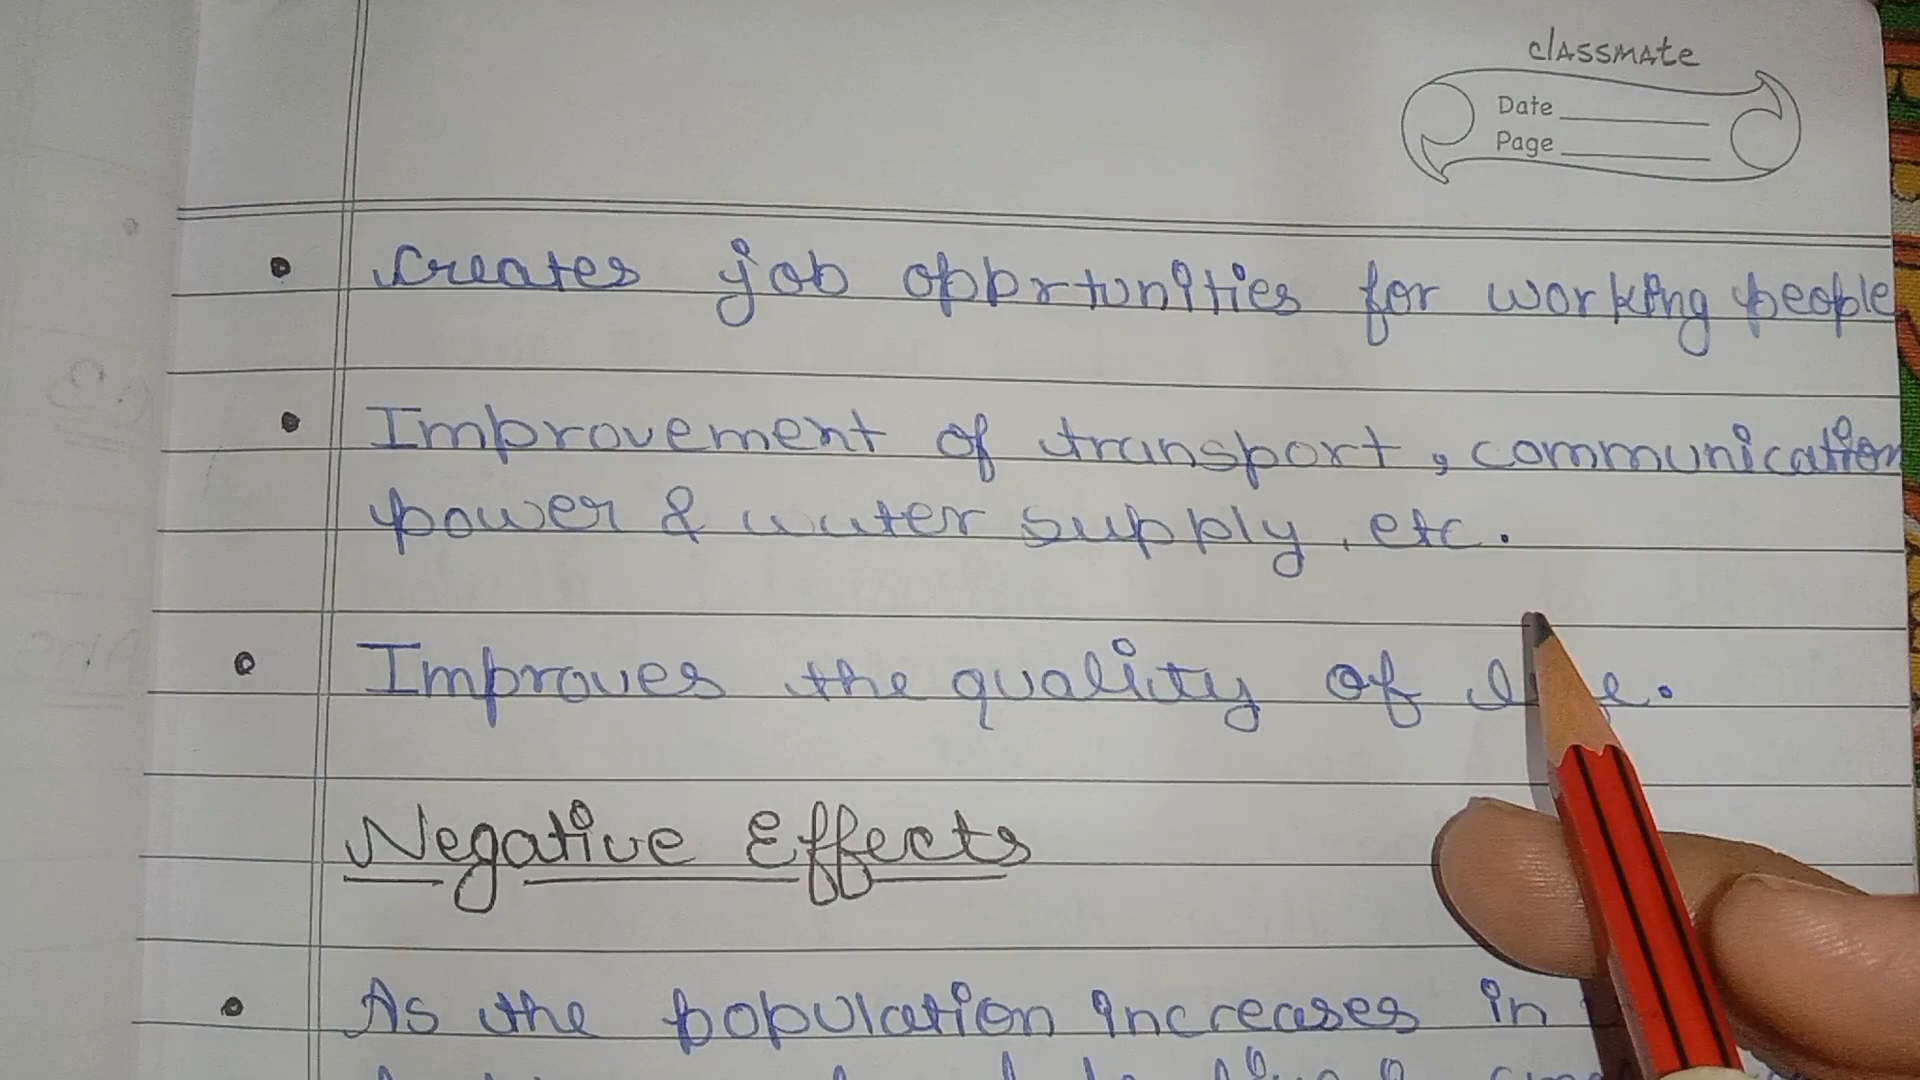 classmate
Date
Page
• creates job opprtunities for working people
• Improvement of transport, communication
power & water supply, etc.
• Improves the quality of
Negative Effects
• As the population increases in